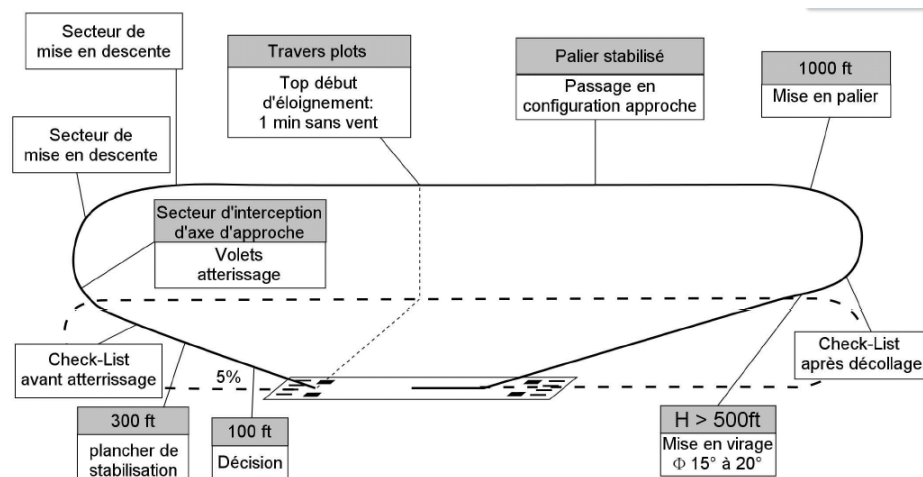 Secteur de
mise en descente
Travers plots
Top début
d'éloignement:
1 min sans vent
Palier stabilisé
Passage en
configuration approche
1000 ft
Mise en palier
Secteur de
mise en descente
Secteur d'interception
d'axe d'approche
Volets
atterissage
Check-List
avant atterrissage
5%
300 ft
plancher de
stabilisation
100 ft
Décision
H > 500ft
Mise en virage
Φ 15° à 20°
Check-List
après décollage